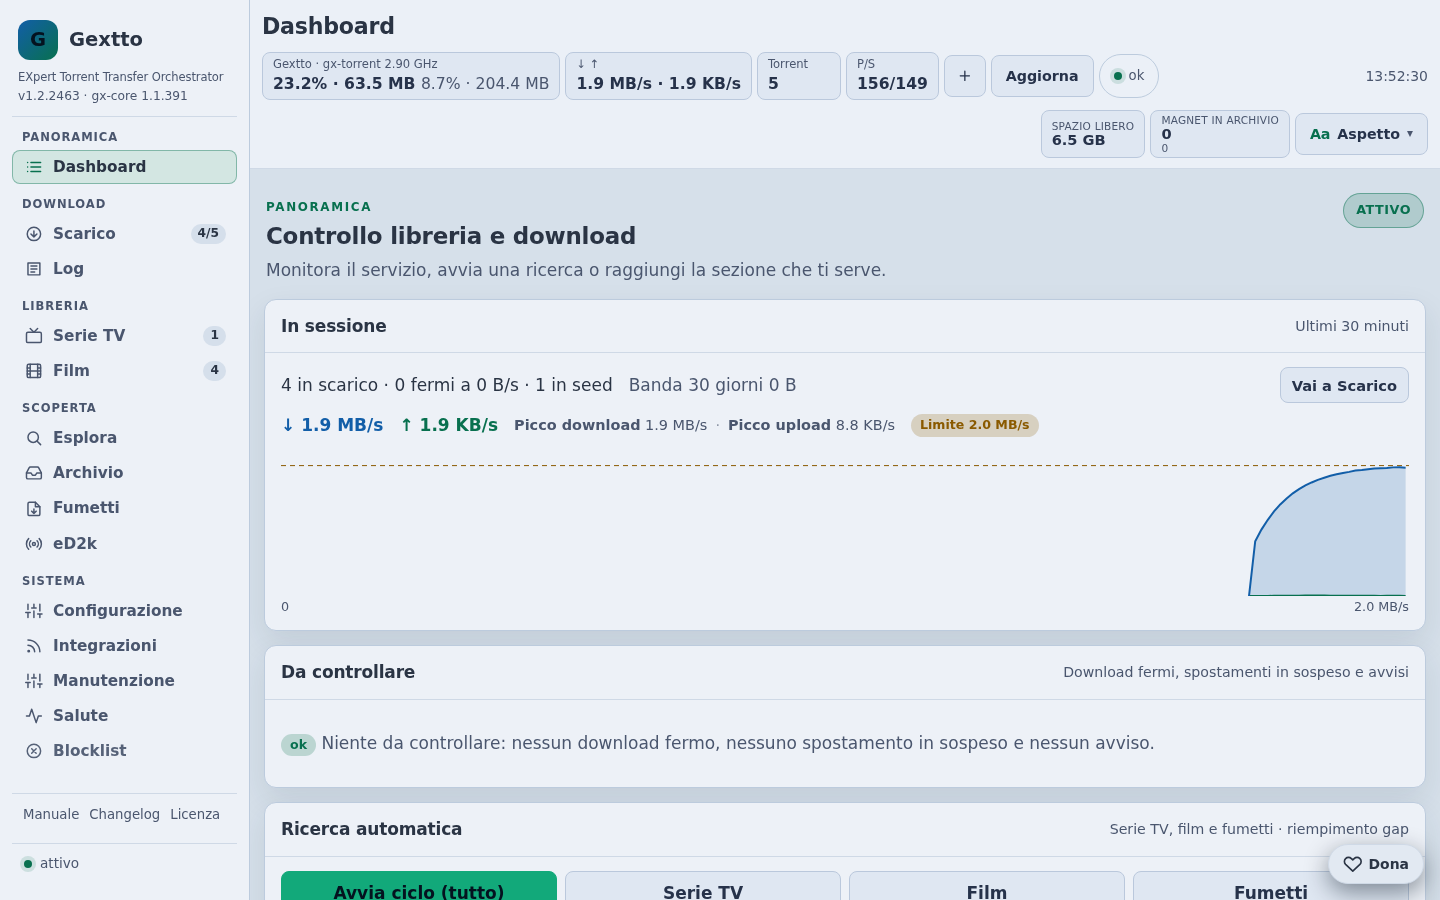 G Gextto
EXpert Torrent Transfer Orchestrator
v1.2.2463 · gx-core 1.1.391
PANORAMICA
Dashboard
DOWNLOAD
Scarico 4/5
Log
LIBRERIA
Serie TV 1
Film 4
SCOPERTA
Esplora
Archivio
Fumetti
eD2k
SISTEMA
Configurazione
Integrazioni
Manutenzione
Salute
Blocklist
Manuale Changelog Licenza
attivo
Dashboard
Gextto · gx-torrent 2.90 GHz
23.2% · 63.5 MB 8.7% · 204.4 MB
↓ ↑
1.9 MB/s · 1.9 KB/s
Torrent
5
P/S
156/149
+
Aggiorna
ok
13:52:30
SPAZIO LIBERO
6.5 GB
MAGNET IN ARCHIVIO
0
0
Aa Aspetto ▾
PANORAMICA
ATTIVO
Controllo libreria e download
Monitora il servizio, avvia una ricerca o raggiungi la sezione che ti serve.
In sessione
Ultimi 30 minuti
4 in scarico · 0 fermi a 0 B/s · 1 in seed Banda 30 giorni 0 B
Vai a Scarico
↓ 1.9 MB/s ↑ 1.9 KB/s Picco download 1.9 MB/s · Picco upload 8.8 KB/s Limite 2.0 MB/s
0
2.0 MB/s
Da controllare
Download fermi, spostamenti in sospeso e avvisi
ok Niente da controllare: nessun download fermo, nessuno spostamento in sospeso e nessun avviso.
Ricerca automatica
Serie TV, film e fumetti · riempimento gap
Dona
Avvia ciclo (tutto)
Serie TV
Film
Fumetti